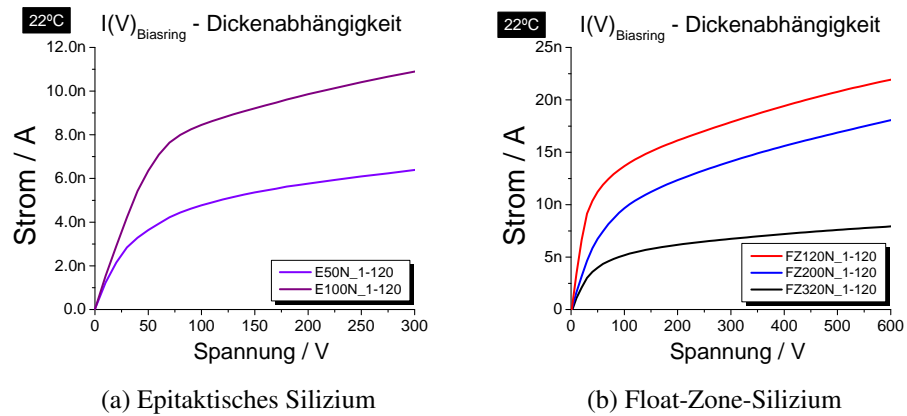 22ºC
I(V)Biasring - Dickenabhängigkeit
12.0n
10.0n
8.0n
6.0n
4.0n
2.0n
0.0
Strom / A
0 50 100 150 200 250 300
Spannung / V
E50N_1-120
E100N_1-120
(a) Epitaktisches Silizium
22ºC
I(V)Biasring - Dickenabhängigkeit
25n
20n
15n
10n
5n
0
Strom / A
0 100 200 300 400 500 600
Spannung / V
FZ120N_1-120
FZ200N_1-120
FZ320N_1-120
(b) Float-Zone-Silizium